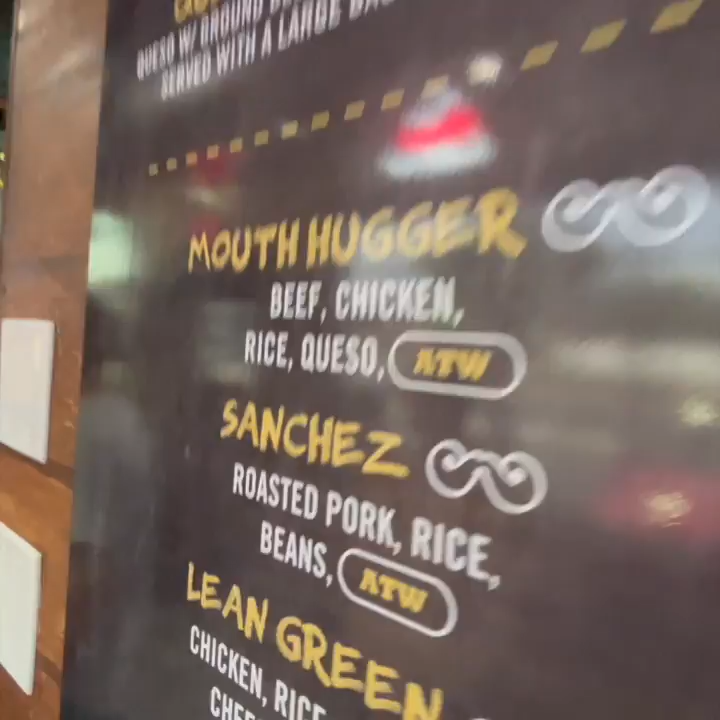 QUESO W/ GROUND
SERVED WITH A LARGE
MOUTH HUGGER
BEEF, CHICKEN,
RICE, QUESO, ATW
SANCHEZ
ROASTED PORK, RICE,
BEANS, ATW
LEAN GREEN
CHICKEN, RICE